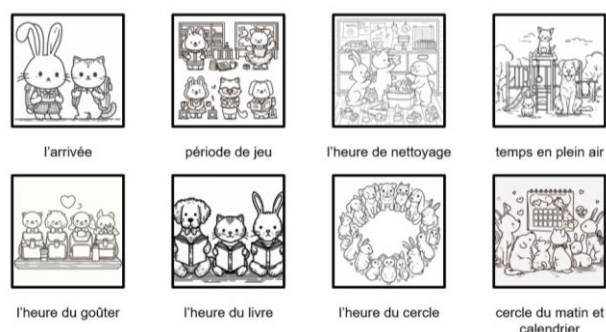 l'arrivée
période de jeu
l'heure de nettoyage
temps en plein air
l'heure du goûter
l'heure du livre
l'heure du cercle
cercle du matin et
calendrier